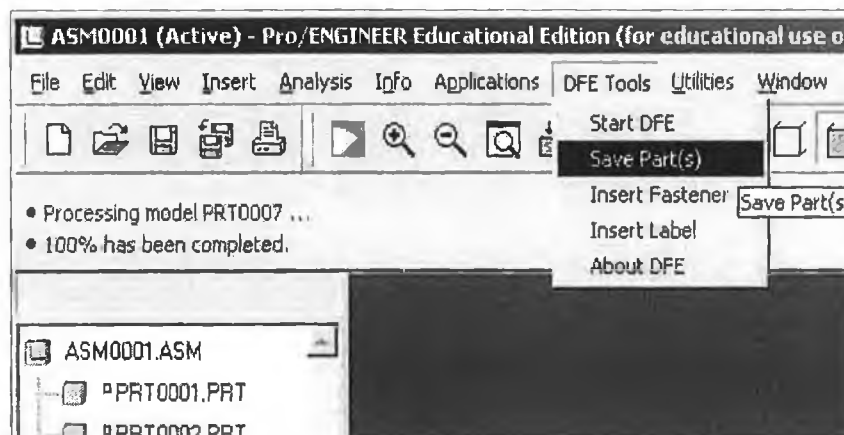 ASM0001 (Active) - Pro/ENGINEER Educational Edition (for educational use o
File Edit View Insert Analysis Info Applications DFE Tools Utilities Window
Start DFE
Save Part(s)
Insert Fastener
Save Part(s
Insert Label
About DFE
• Processing model PRT0007 ...
• 100% has been completed.
ASM0001.ASM
PRT0001.PRT
PRT0002.PRT